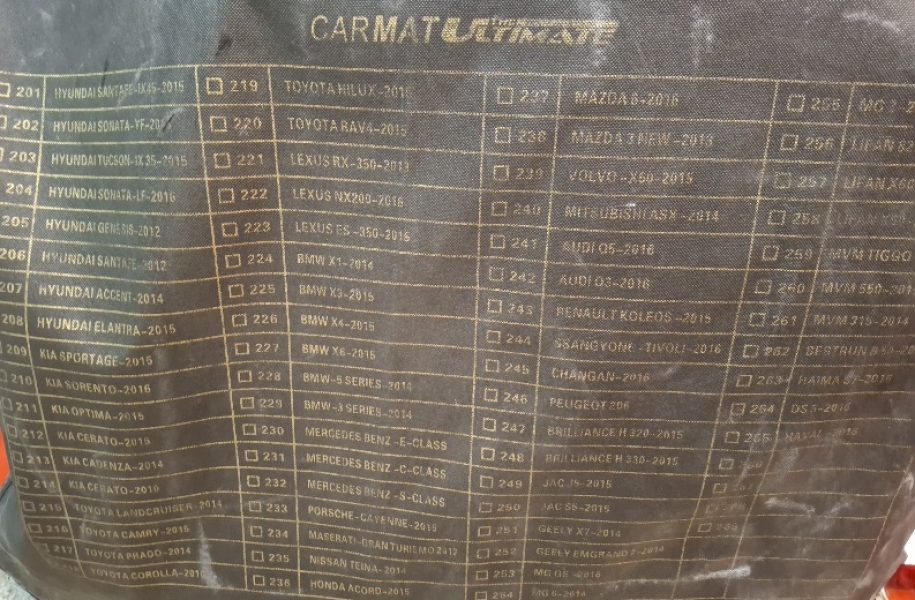 CARMAT ULTIMATE
201 HYUNDAI SANTAFE-IX45-2015
202 HYUNDAI SONATA-YF-2015
203 HYUNDAI TUCSON-IX 35-2015
204 HYUNDAI SONATA-LF-2016
205 HYUNDAI GENESIS-2012
206 HYUNDAI SANTAFE-2012
207 HYUNDAI ACCENT-2014
208 HYUNDAI ELANTRA-2015
209 KIA SPORTAGE-2015
210 KIA SORENTO-2016
211 KIA OPTIMA-2015
212 KIA CERATO-2015
213 KIA CADENZA-2014
214 KIA CERATO-2010
215 TOYOTA LANDCRUISER-2014
216 TOYOTA CAMRY-2015
217 TOYOTA PRADO-2014
TOYOTA COROLLA-201
219 TOYOTA HILUX-2016
220 TOYOTA RAV4-2015
221 LEXUS RX-350-2013
222 LEXUS NX200-2016
223 LEXUS ES-350-2015
224 BMW X1-2014
225 BMW X3-2015
226 BMW X4-2015
227 BMW X6-2015
228 BMW-5 SERIES-2014
229 BMW-3 SERIES-2014
230 MERCEDES BENZ -E-CLASS
231 MERCEDES BENZ -C-CLASS
232 MERCEDES BENZ -S-CLASS
233 PORSCHE-CAYENNE-2015
234 MASERATI-GRAN TURISMO 2012
235 NISSAN TEINA-2014
236 HONDA ACORD-2015
237 MAZDA 6-2016
238 MAZDA 3 NEW -2013
239 VOLVO -X60-2015
240 MITSUBISHI ASX -2014
241 AUDI Q5-2016
242 AUDI Q3-2016
243 RENAULT KOLEOS -2015
244 SSANGYONE - TIVOLI-2016
245 CHANGAN-2016
246 PEUGEOT 206
247 BRILLIANCE H 320-2015
248 BRILLIANCE H 330-2015
249 JAC J5-2015
250 JAC S5-2015
251 GEELY X7-2014
252 GEELY EMGRAND 7-2014
253 MG GS -2016
254 MG 6-2014
255 MG
256 LIFAN
257 LIFAN X60
258
259 MVM TIGGO
260 MVM 550-201
261 MVM 315-2014
262 BESTRUN
263 HAIMA S7-2016
264 DS 5-2016
265 HAVAL 2016